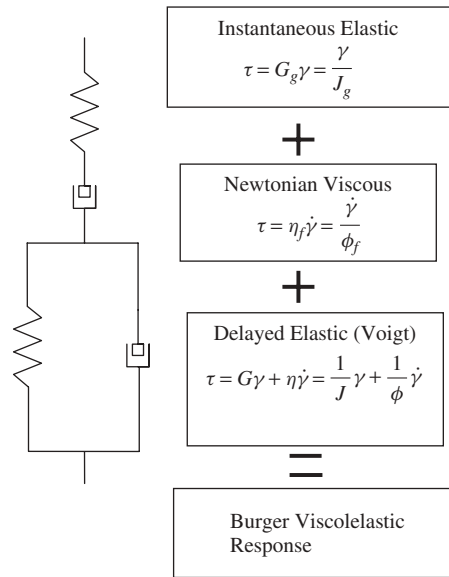 Instantaneous Elastic
τ = G_g γ = γ / J_g
+
Newtonian Viscous
τ = η_f γ̇ = γ̇ / φ_f
+
Delayed Elastic (Voigt)
τ = Gγ + ηγ̇ = 1/J γ + 1/φ γ̇
=
Burger Viscolelastic
Response